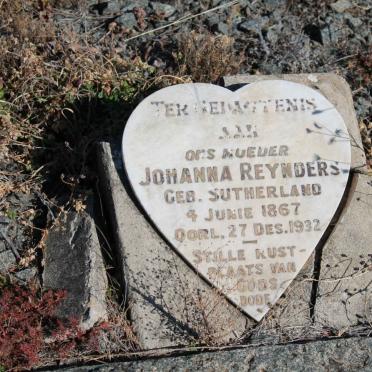 TER GEDAGTENIS
AAN
ONS MOEDER
JOHANNA REYNDERS
GEB. SUTHERLAND
4 JUNIE 1867
OORL. 27 DES. 1932
STILLE RUST-
PLAATS VAN
GODS
DODE